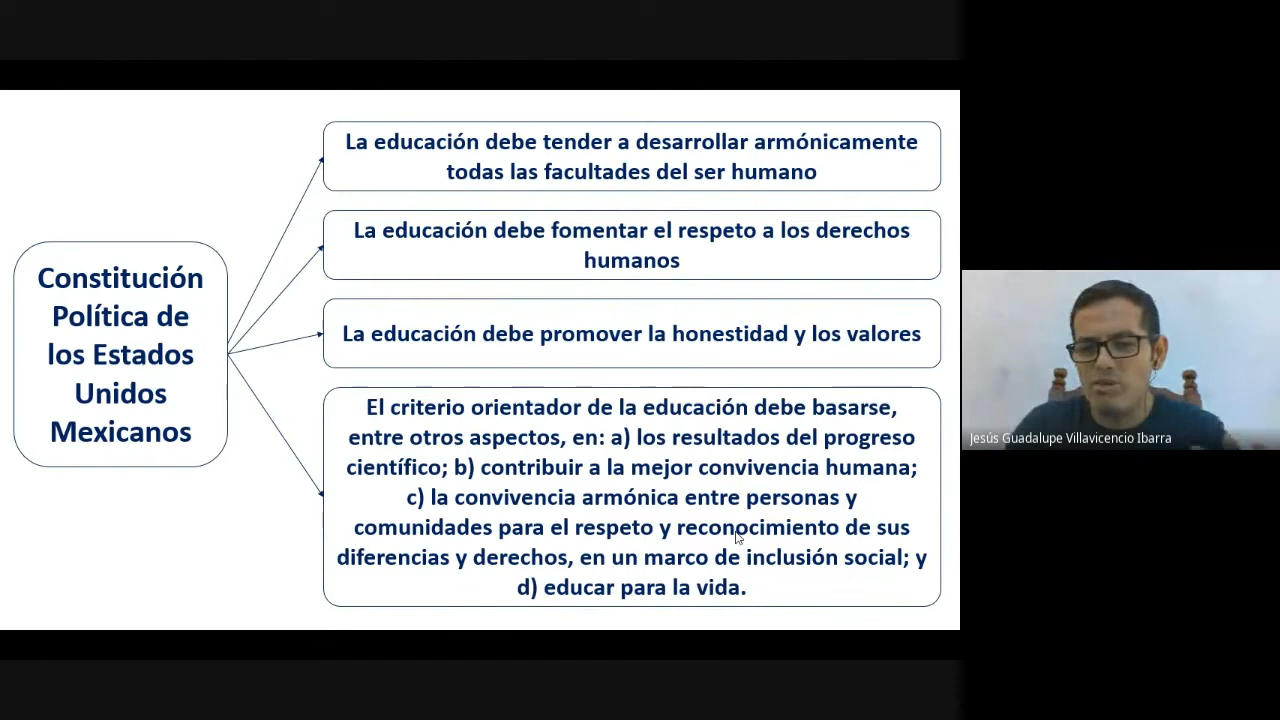 Constitución
Política de
los Estados
Unidos
Mexicanos
La educación debe tender a desarrollar armónicamente
todas las facultades del ser humano
La educación debe fomentar el respeto a los derechos
humanos
La educación debe promover la honestidad y los valores
El criterio orientador de la educación debe basarse,
entre otros aspectos, en: a) los resultados del progreso
científico; b) contribuir a la mejor convivencia humana;
c) la convivencia armónica entre personas y
comunidades para el respeto y reconocimiento de sus
diferencias y derechos, en un marco de inclusión social; y
d) educar para la vida.
Jesús Guadalupe Villavicencio Ibarra